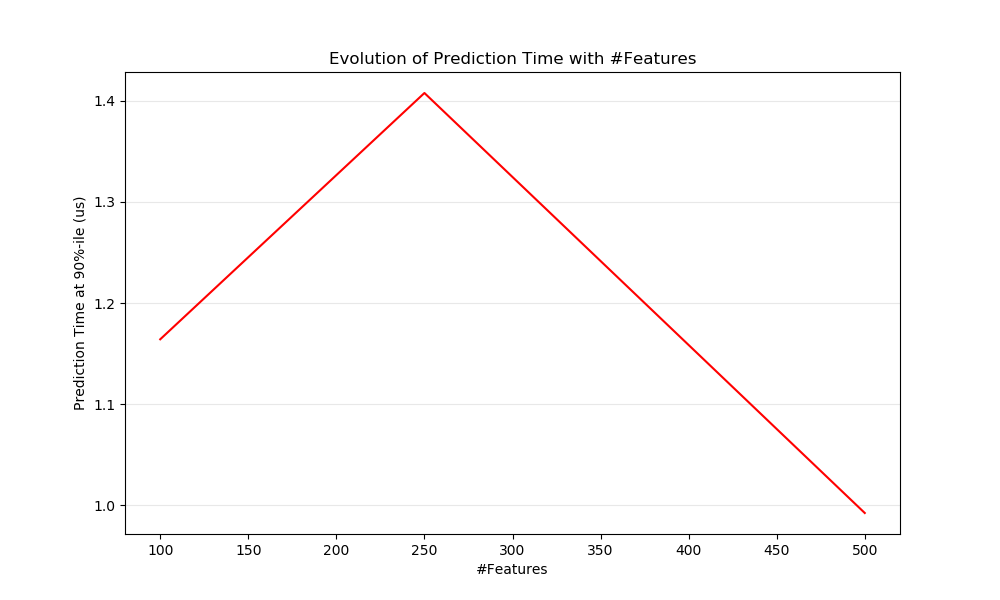 Evolution of Prediction Time with #Features
Prediction Time at 90%-ile (us)
1.4
1.3
1.2
1.1
1.0
100 150 200 250 300 350 400 450 500
#Features